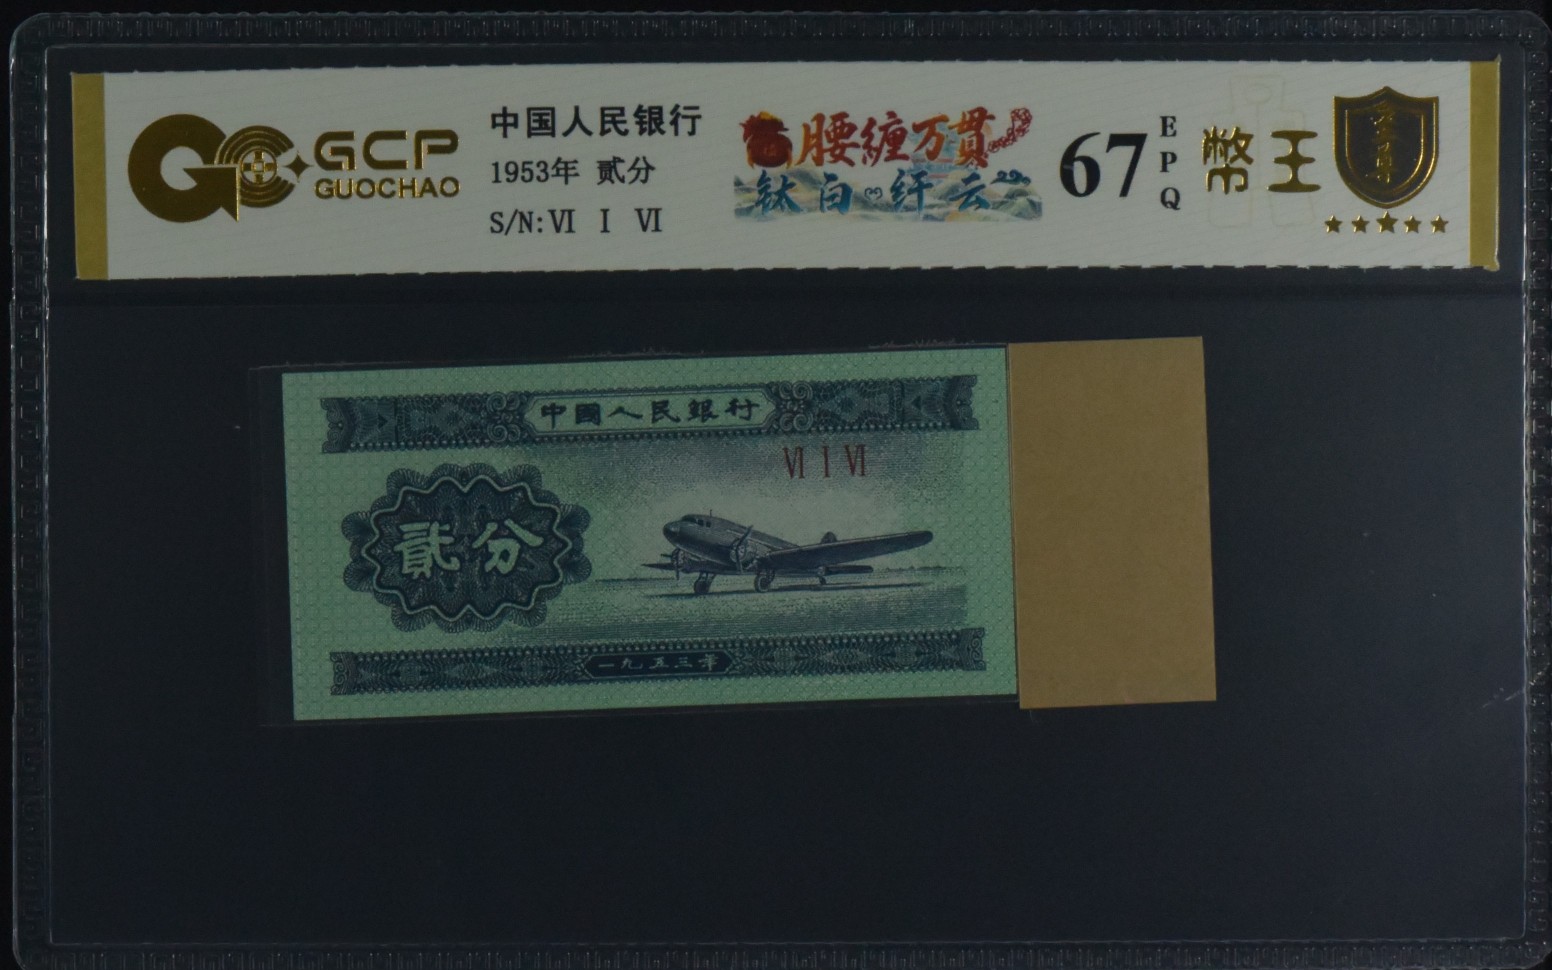 GCP
GUOCHAO
中国人民银行
1953年 贰分
S/N: Ⅵ Ⅰ Ⅵ
腰缠万贯
钛白 纤云
67
EPQ
幣王
中國人民銀行
Ⅵ Ⅰ Ⅵ
貳分
一九五三年